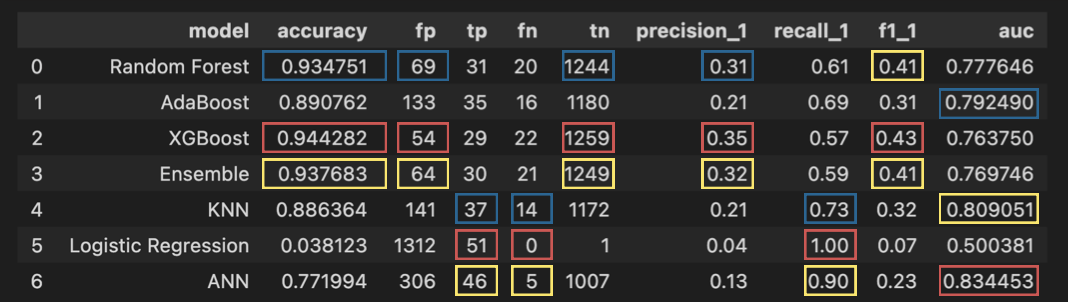 model accuracy fp tp fn tn precision_1 recall_1 f1_1 auc
0 Random Forest 0.934751 69 31 20 1244 0.31 0.61 0.41 0.777646
1 AdaBoost 0.890762 133 35 16 1180 0.21 0.69 0.31 0.792490
2 XGBoost 0.944282 54 29 22 1259 0.35 0.57 0.43 0.763750
3 Ensemble 0.937683 64 30 21 1249 0.32 0.59 0.41 0.769746
4 KNN 0.886364 141 37 14 1172 0.21 0.73 0.32 0.809051
5 Logistic Regression 0.038123 1312 51 0 1 0.04 1.00 0.07 0.500381
6 ANN 0.771994 306 46 5 1007 0.13 0.90 0.23 0.834453